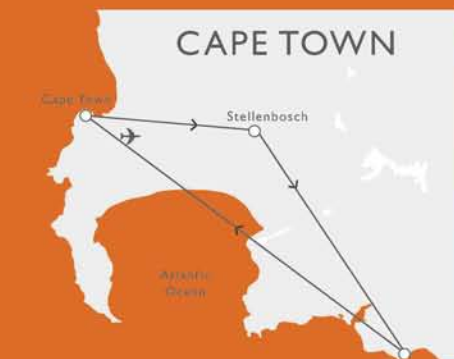 CAPE TOWN
Cape Town
Stellenbosch
Atlantic
Ocean